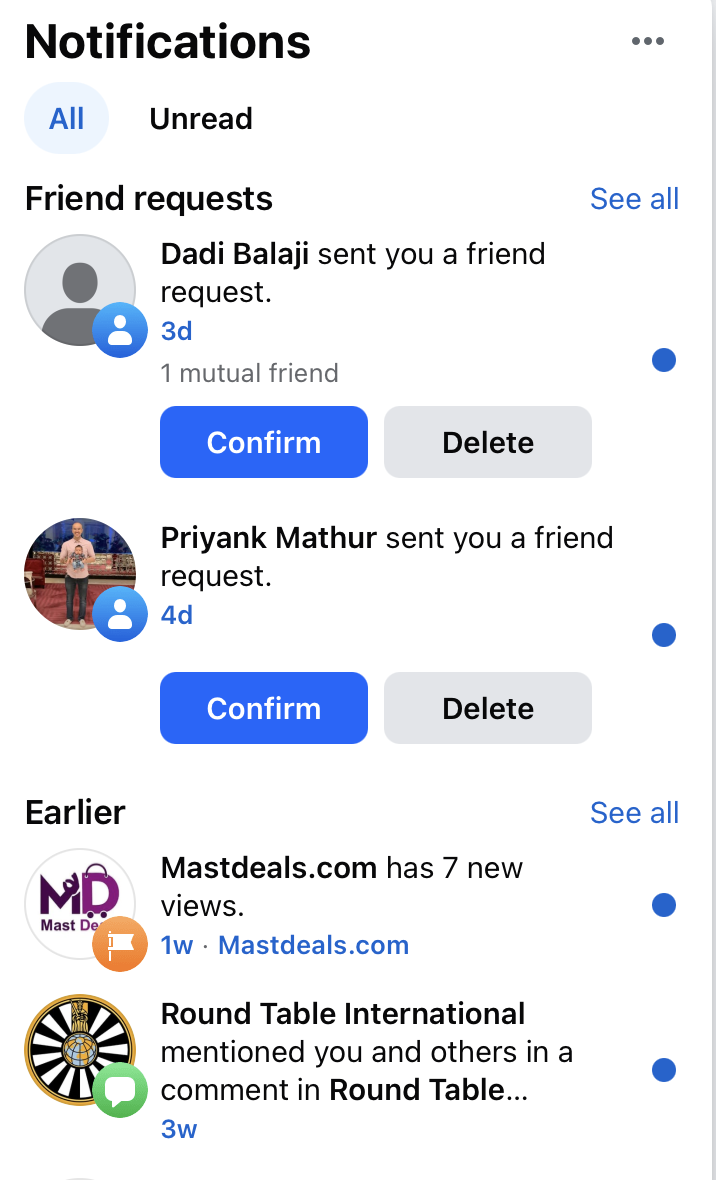 Notifications
All
Unread
Friend requests
See all
Dadi Balaji sent you a friend
request.
3d
1 mutual friend
Confirm
Delete
Priyank Mathur sent you a friend
request.
4d
Confirm
Delete
Earlier
See all
MD
Mast De
Mastdeals.com has 7 new
views.
1w · Mastdeals.com
Round Table International
mentioned you and others in a
comment in Round Table...
3w